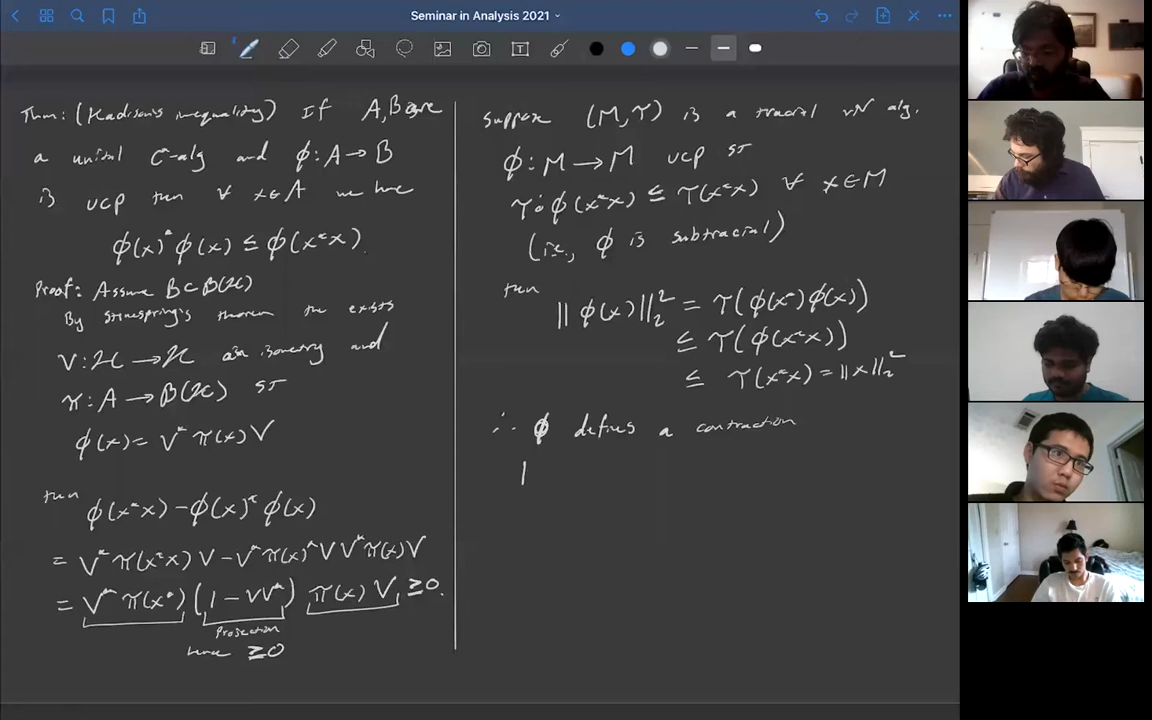 Seminar in Analysis 2021
Thm: (Kadison's inequality) If A, B are
a unital C*-alg and ϕ: A → B
is ucp then ∀ x∈A we have
ϕ(x)*ϕ(x) ≤ ϕ(x*x).
Proof: Assume B⊂B(H)
By Stinespring's theorem the exists
V: H → K an isometry and
π: A → B(K) st
ϕ(x) = V*π(x)V
then
ϕ(x*x) − ϕ(x)*ϕ(x)
= V*π(x*x)V − V*π(x)*VV*π(x)V
= V*π(x*)(1 − VV*)π(x)V ≥0.
Projection
hence ≥0
Suppose (M,τ) is a tracial vN alg.
ϕ: M → M ucp st
τ∘ϕ(x*x) ≤ τ(x*x) ∀ x∈M
(i.e., ϕ is subtracial)
then
||ϕ(x)||₂² = τ(ϕ(x*)ϕ(x))
≤ τ(ϕ(x*x))
≤ τ(x*x) = ||x||₂²
∴ ϕ defines a contraction